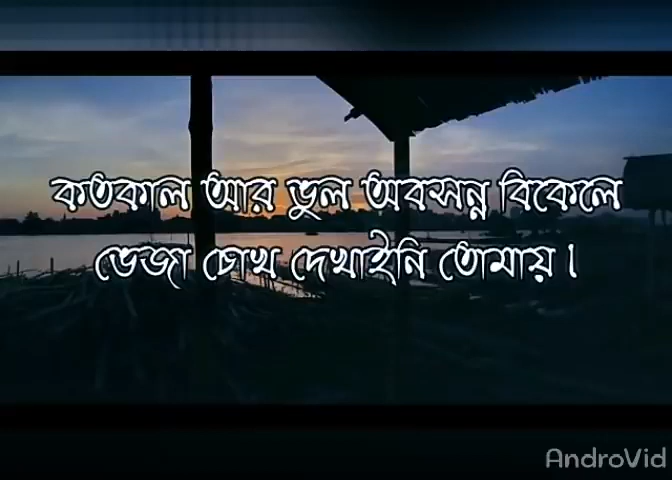 কতকাল আর ভুল অবসন্ন বিকেলে
ভেজা চোখ দেখাইনি তোমায় l
AndroVid